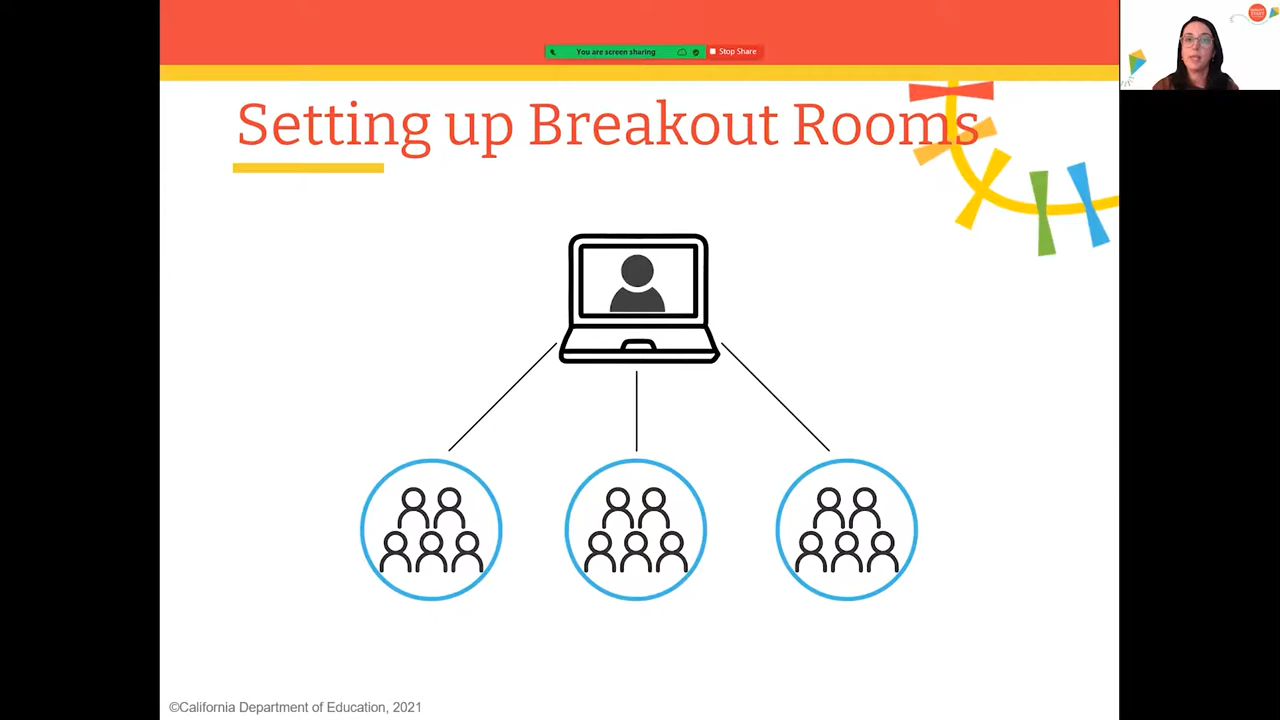 You are screen sharing
Stop Share
Setting up Breakout Rooms
©California Department of Education, 2021